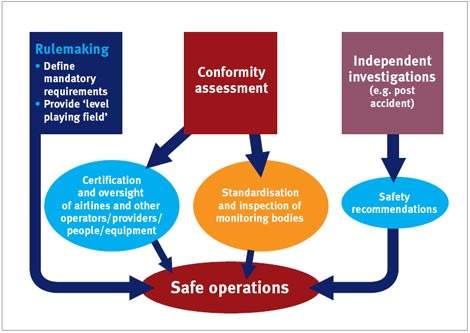 Rulemaking
• Define
mandatory
requirements
• Provide ‘level
playing field’
Conformity
assessment
Independent
investigations
(e.g. post
accident)
Certification
and oversight
of airlines and other
operators/providers/
people/equipment
Standardisation
and inspection of
monitoring bodies
Safety
recommendations
Safe operations